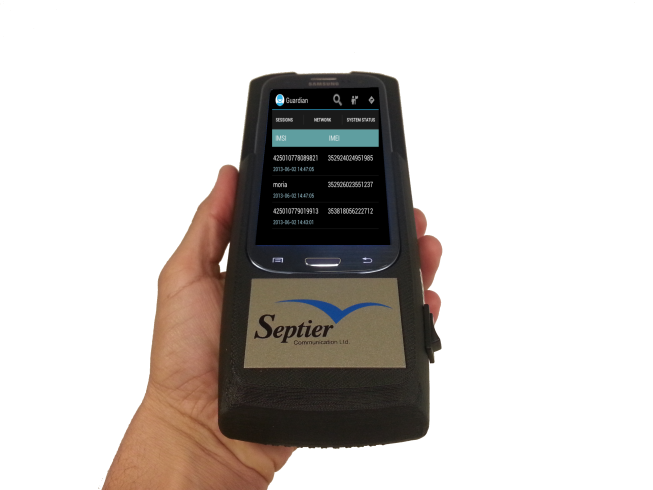 SAMSUNG
Guardian
SESSIONS NETWORK SYSTEM STATUS
IMSI IMEI
425010778089821 352924024951985
2013-06-02 14:47:05
moria 352926023551237
2013-06-02 14:47:05
425010779019913 353818056222712
2013-06-02 14:43:01
Septier
Communication Ltd.